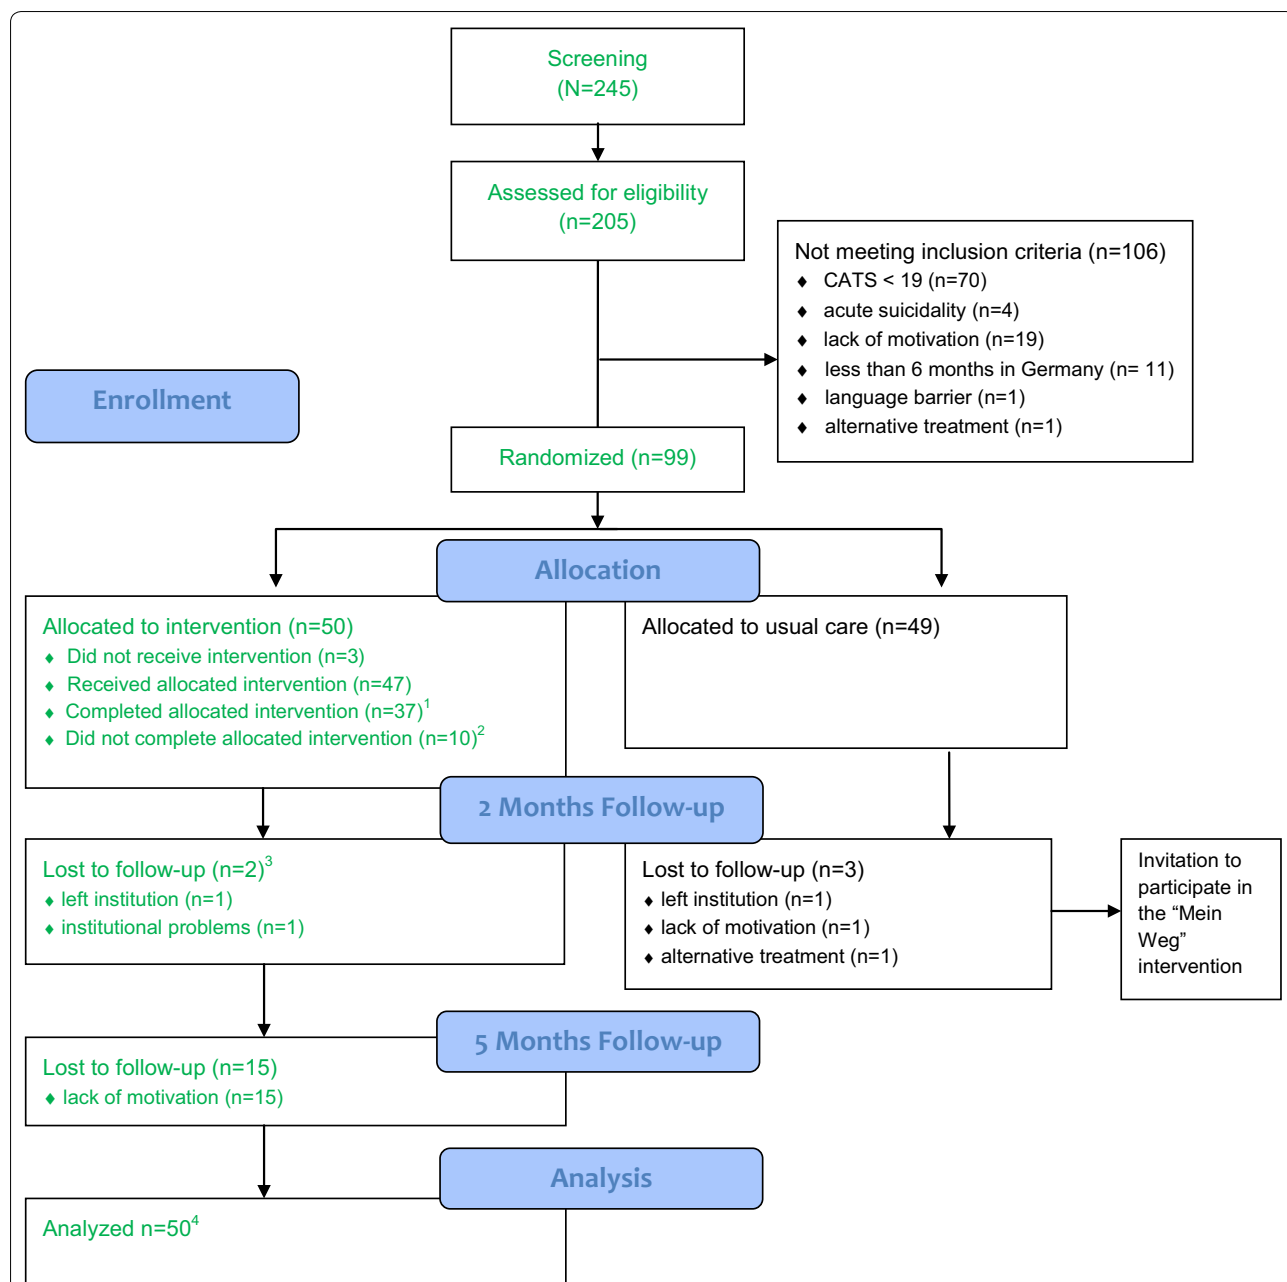 Screening
(N=245)
Assessed for eligibility
(n=205)
Not meeting inclusion criteria (n=106)
♦ CATS < 19 (n=70)
♦ acute suicidality (n=4)
♦ lack of motivation (n=19)
♦ less than 6 months in Germany (n= 11)
♦ language barrier (n=1)
♦ alternative treatment (n=1)
Enrollment
Randomized (n=99)
Allocation
Allocated to intervention (n=50)
♦ Did not receive intervention (n=3)
♦ Received allocated intervention (n=47)
♦ Completed allocated intervention (n=37)1
♦ Did not complete allocated intervention (n=10)2
Allocated to usual care (n=49)
2 Months Follow-up
Lost to follow-up (n=2)3
♦ left institution (n=1)
♦ institutional problems (n=1)
Lost to follow-up (n=3)
♦ left institution (n=1)
♦ lack of motivation (n=1)
♦ alternative treatment (n=1)
Invitation to
participate in
the “Mein
Weg”
intervention
5 Months Follow-up
Lost to follow-up (n=15)
♦ lack of motivation (n=15)
Analysis
Analyzed n=504